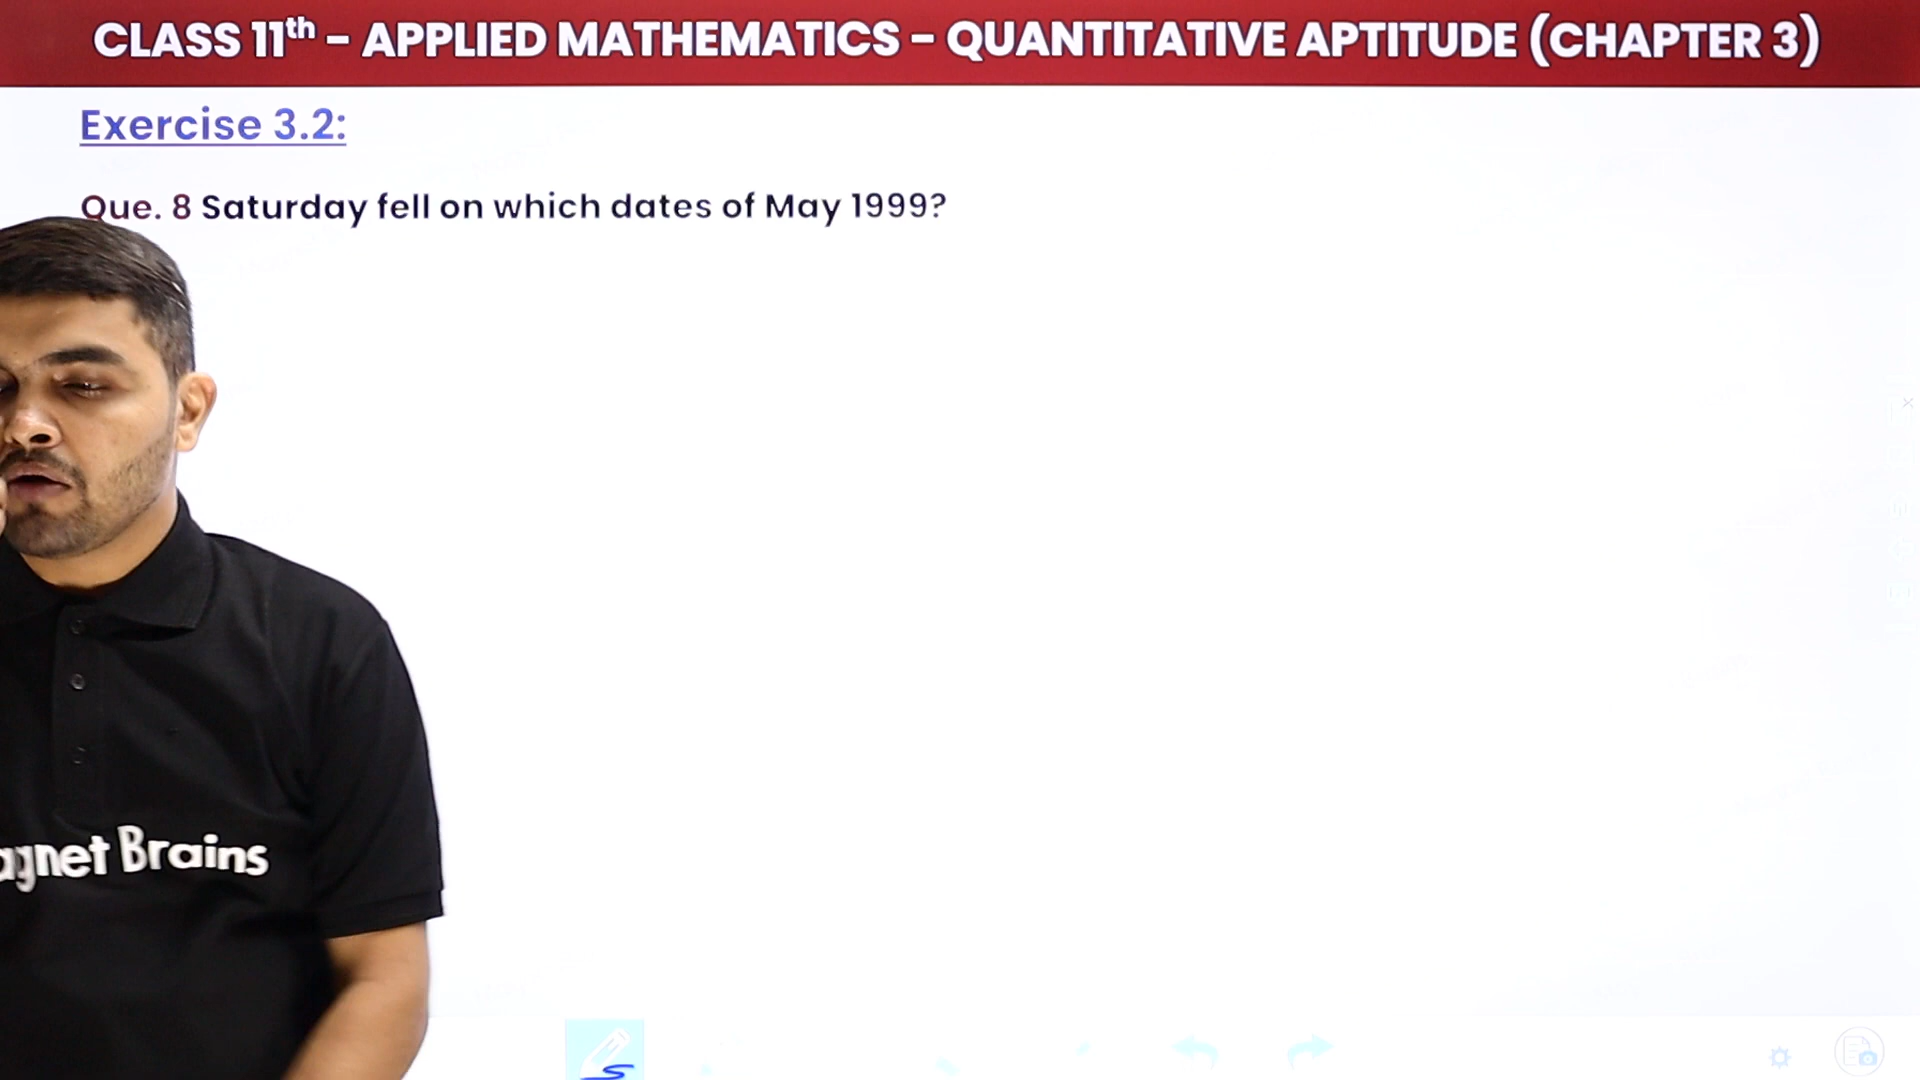 CLASS 11th - APPLIED MATHEMATICS - QUANTITATIVE APTITUDE (CHAPTER 3)
Exercise 3.2:
Que. 8 Saturday fell on which dates of May 1999?
agnet Brains